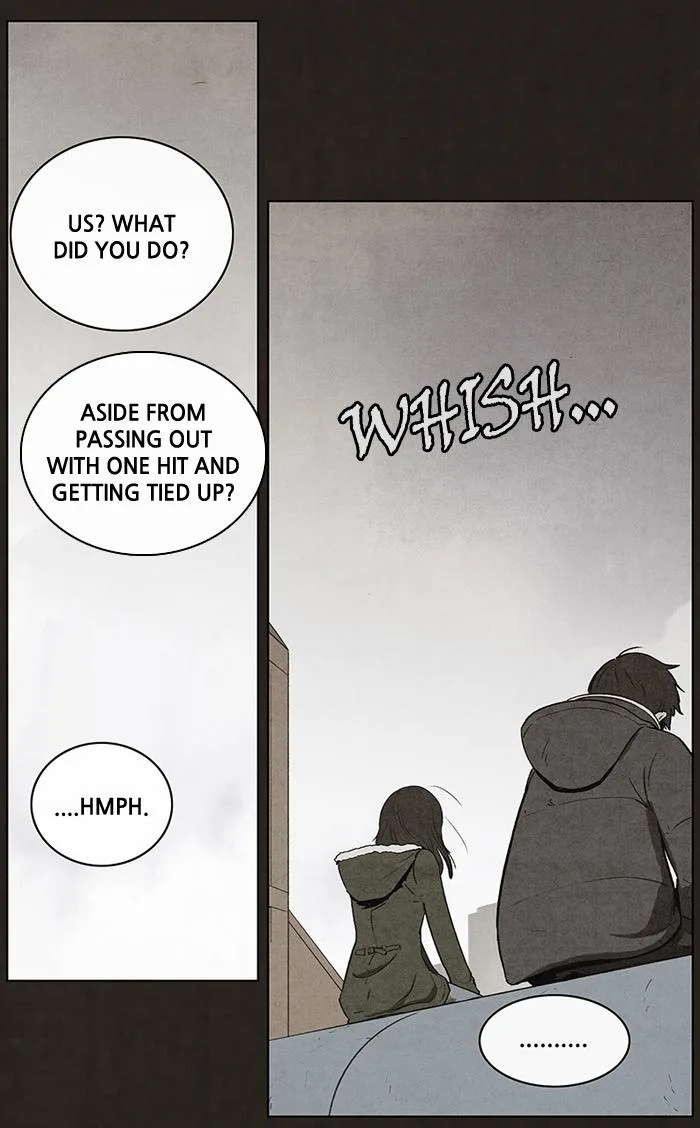 US? WHAT
DID YOU DO?
ASIDE FROM
PASSING OUT
WITH ONE HIT AND
GETTING TIED UP?
....HMPH.
WHISH...
..........